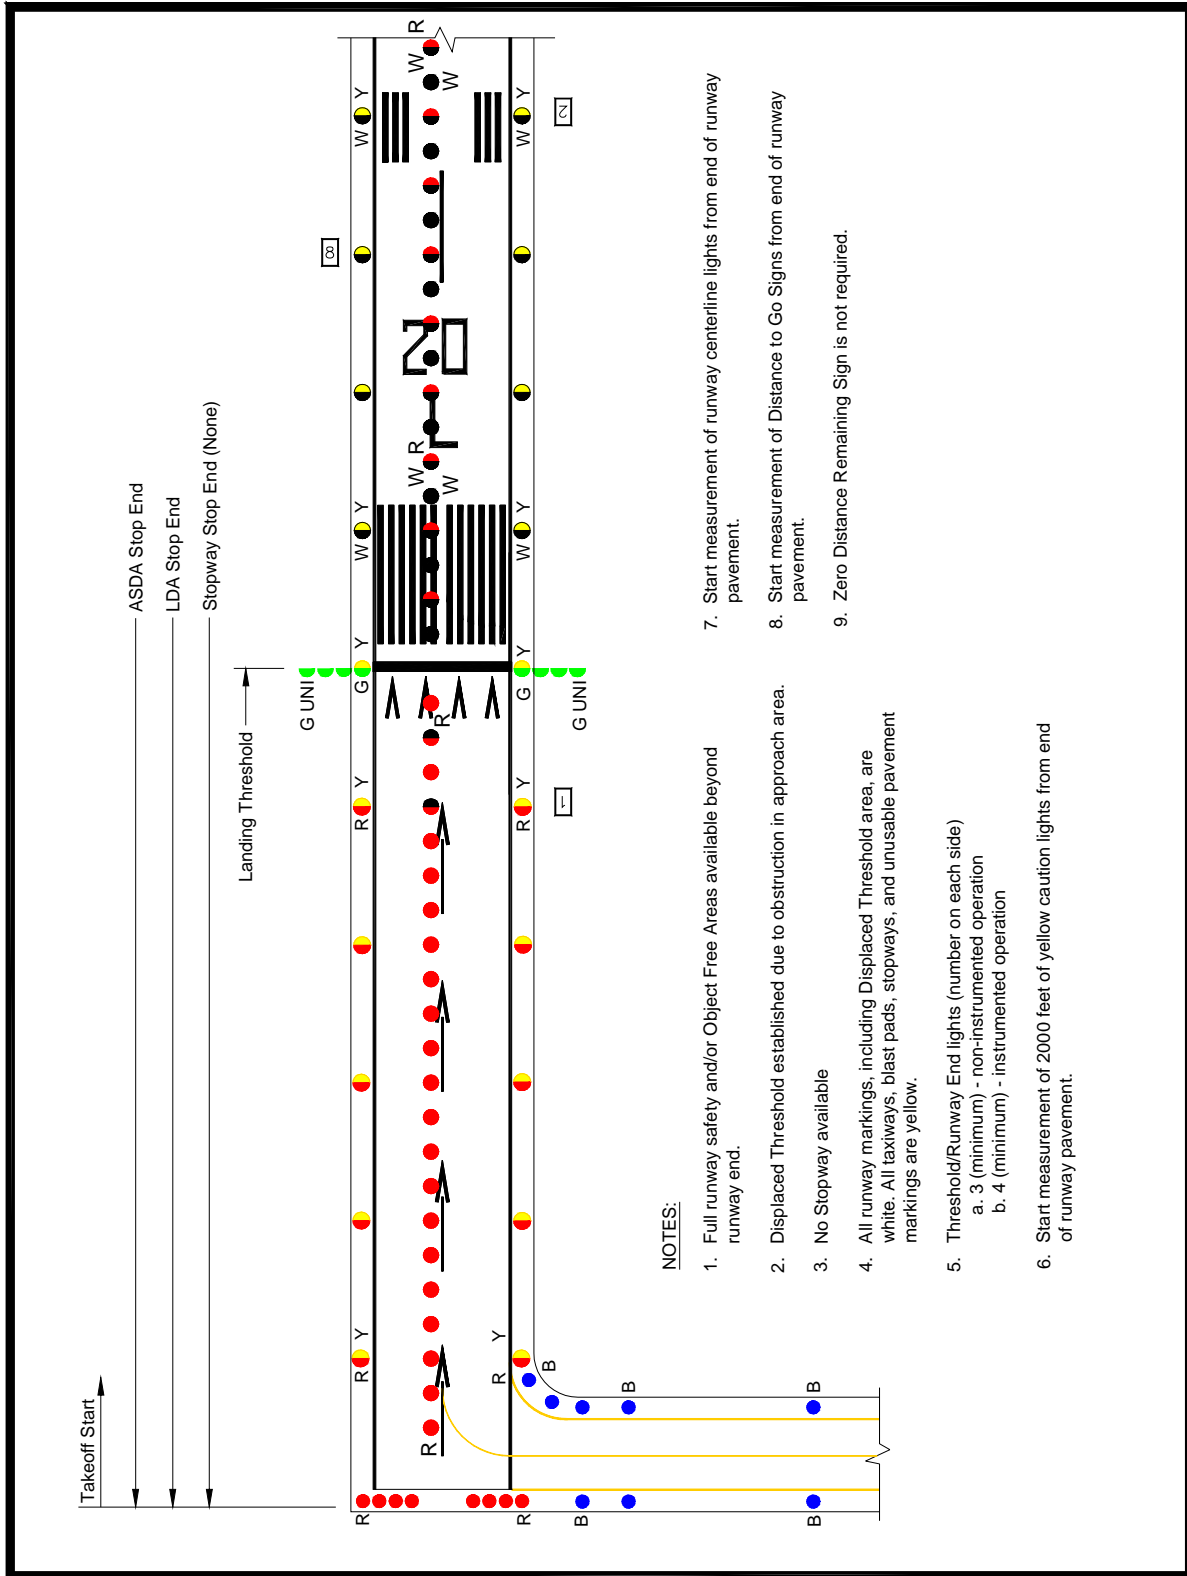 Takeoff Start
ASDA Stop End
LDA Stop End
Stopway Stop End (None)
Landing Threshold
G UNI
8
R
R Y
R Y
G Y
W Y
W Y
R
R
W
W
R
W
W
R
20
L
R
R Y
R Y
G Y
W Y
W Y
G UNI
1
2
B
B
B
B
B
NOTES:
1. Full runway safety and/or Object Free Areas available beyond
runway end.
2. Displaced Threshold established due to obstruction in approach area.
3. No Stopway available
4. All runway markings, including Displaced Threshold area, are
white. All taxiways, blast pads, stopways, and unusable pavement
markings are yellow.
5. Threshold/Runway End lights (number on each side)
a. 3 (minimum) - non-instrumented operation
b. 4 (minimum) - instrumented operation
6. Start measurement of 2000 feet of yellow caution lights from end
of runway pavement.
7. Start measurement of runway centerline lights from end of runway
pavement.
8. Start measurement of Distance to Go Signs from end of runway
pavement.
9. Zero Distance Remaining Sign is not required.